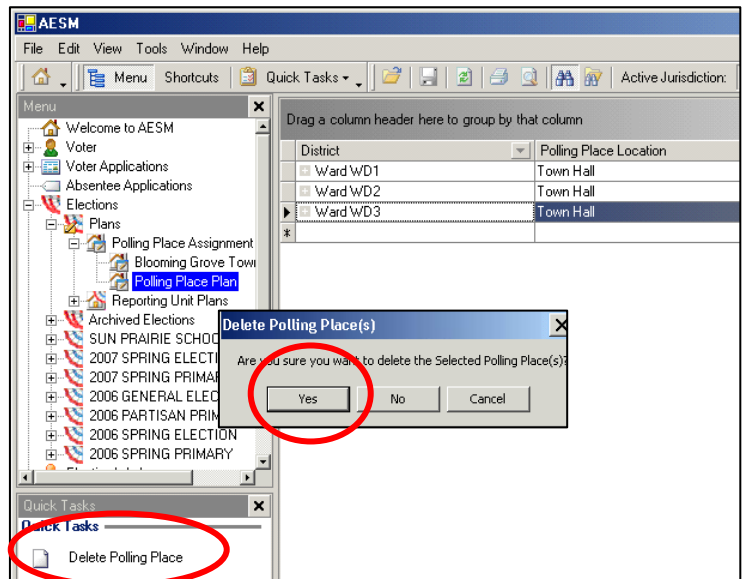 AESM
File Edit View Tools Window Help
Menu Shortcuts Quick Tasks Active Jurisdiction:
Menu
Welcome to AESM
Voter
Voter Applications
Absentee Applications
Elections
Plans
Polling Place Assignment
Blooming Grove Tow
Polling Place Plan
Reporting Unit Plans
Archived Elections
SUN PRAIRIE SCHOO
2007 SPRING ELECTI
2007 SPRING PRIMAR
2006 GENERAL ELEC
2006 PARTISAN PRIM
2006 SPRING ELECTION
2006 SPRING PRIMARY
Drag a column header here to group by that column
District Polling Place Location
Ward WD1 Town Hall
Ward WD2 Town Hall
Ward WD3 Town Hall
Delete Polling Place(s)
Are you sure you want to delete the Selected Polling Place(s)?
Yes No Cancel
Quick Tasks
Quick Tasks
Delete Polling Place